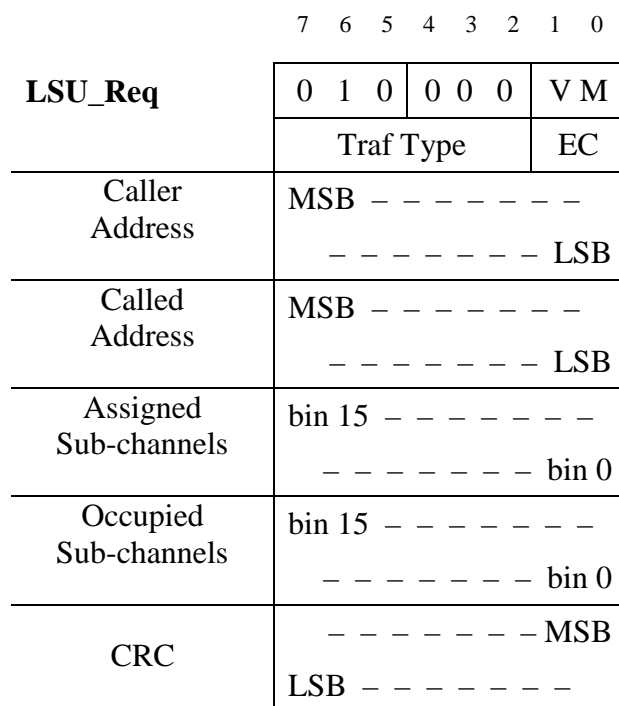 7 6 5 4 3 2 1 0
LSU_Req 0 1 0 0 0 0 V M
Traf Type EC
Caller
Address
MSB – – – – – – –
– – – – – – – LSB
Called
Address
MSB – – – – – – –
– – – – – – – LSB
Assigned
Sub-channels
bin 15 – – – – – – –
– – – – – – – bin 0
Occupied
Sub-channels
bin 15 – – – – – – –
– – – – – – – bin 0
CRC
– – – – – – – MSB
LSB – – – – – – –